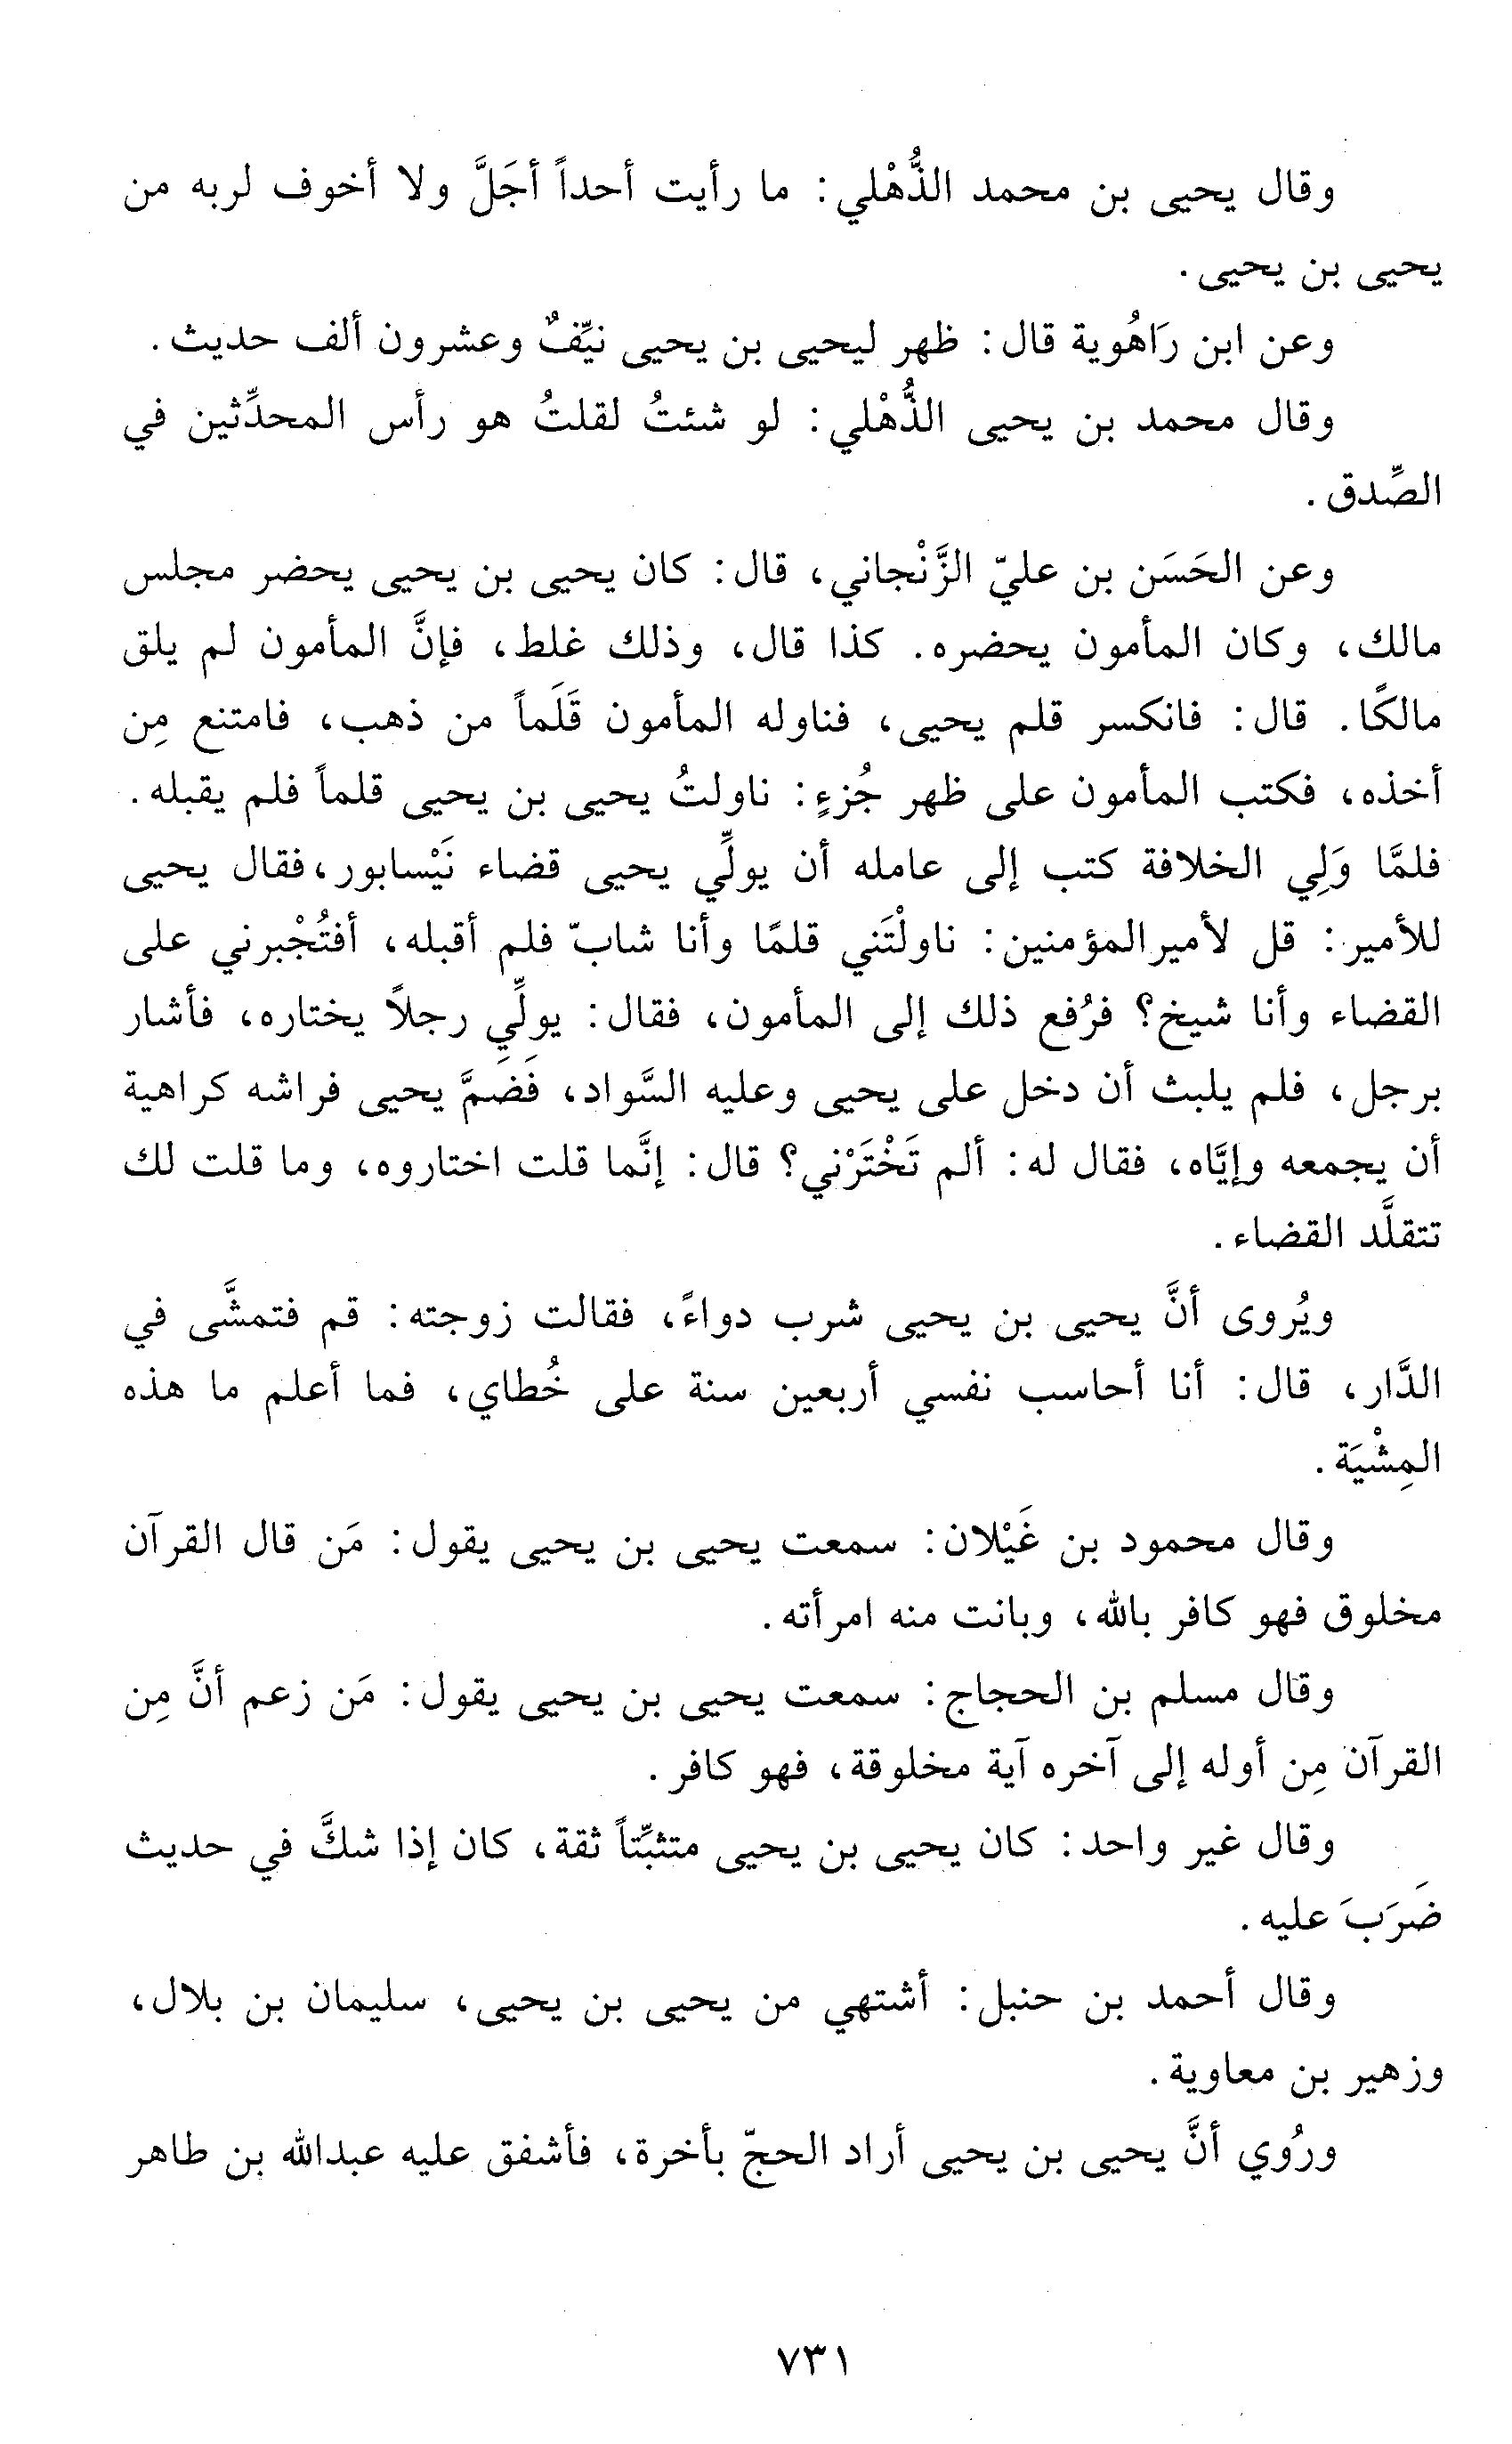 وقال يحيى بن محمد الذُّهْلي: ما رأيت أحداً أجَلَّ ولا أخوف لربه من
يحيى بن يحيى.
وعن ابن رَاهُوية قال: ظهر ليحيى بن يحيى نيِّفٌ وعشرون ألف حديث.
وقال محمد بن يحيى الذُّهْلي: لو شئتُ لقلتُ هو رأس المحدِّثين في
الصِّدق.
وعن الحَسَن بن عليّ الزَّنْجاني، قال: كان يحيى بن يحيى يحضر مجلس
مالك، وكان المأمون يحضره. كذا قال، وذلك غلط، فإنَّ المأمون لم يلق
مالكًا. قال: فانكسر قلم يحيى، فناوله المأمون قَلَماً من ذهب، فامتنع مِن
أخذه، فكتب المأمون على ظهر جُزءٍ: ناولتُ يحيى بن يحيى قلماً فلم يقبله.
فلمَّا وَلِي الخلافة كتب إلى عامله أن يولِّي يحيى قضاء نَيْسابور،فقال يحيى
للأمير: قل لأميرالمؤمنين: ناولْتَني قلمًا وأنا شابّ فلم أقبله، أفتُجْبرني على
القضاء وأنا شيخ؟ فرُفع ذلك إلى المأمون، فقال: يولِّي رجلاً يختاره، فأشار
برجل، فلم يلبث أن دخل على يحيى وعليه السَّواد، فَضَمَّ يحيى فراشه كراهية
أن يجمعه وإيَّاه، فقال له: ألم تَخْتَرْني؟ قال: إنَّما قلت اختاروه، وما قلت لك
تتقلَّد القضاء.
ويُروى أنَّ يحيى بن يحيى شرب دواءً، فقالت زوجته: قم فتمشَّى في
الدَّار، قال: أنا أحاسب نفسي أربعين سنة على خُطاي، فما أعلم ما هذه
المِشْيَة.
وقال محمود بن غَيْلان: سمعت يحيى بن يحيى يقول: مَن قال القرآن
مخلوق فهو كافر بالله، وبانت منه امرأته.
وقال مسلم بن الحجاج: سمعت يحيى بن يحيى يقول: مَن زعم أنَّ مِن
القرآن مِن أوله إلى آخره آية مخلوقة، فهو كافر.
وقال غير واحد: كان يحيى بن يحيى متثبِّتاً ثقة، كان إذا شكَّ في حديث
ضَرَبَ عليه.
وقال أحمد بن حنبل: أشتهي من يحيى بن يحيى، سليمان بن بلال،
وزهير بن معاوية.
ورُوي أنَّ يحيى بن يحيى أراد الحجّ بأخرة، فأشفق عليه عبدالله بن طاهر
٧٣١